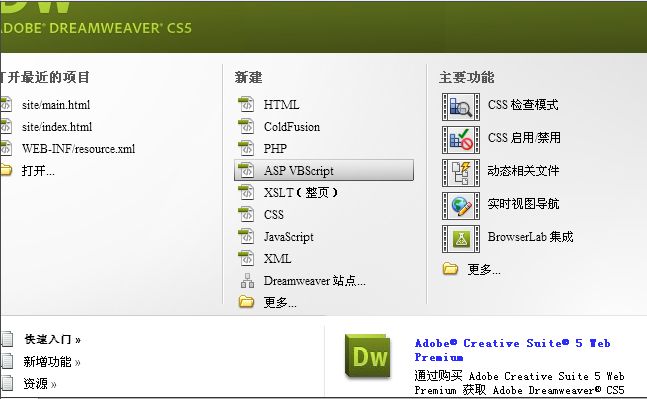 DW
ADOBE® DREAMWEAVER® CS5
打开最近的项目
site/main.html
site/index.html
WEB-INF/resource.xml
打开...
新建
HTML
ColdFusion
PHP
ASP VBScript
XSLT（整页）
CSS
JavaScript
XML
Dreamweaver 站点...
更多...
主要功能
CSS 检查模式
CSS 启用/禁用
动态相关文件
实时视图导航
BrowserLab 集成
更多...
快速入门 »
新增功能 »
资源 »
Dw
Adobe® Creative Suite® 5 Web
Premium
通过购买 Adobe Creative Suite 5 Web
Premium 获取 Adobe Dreamweaver® CS5